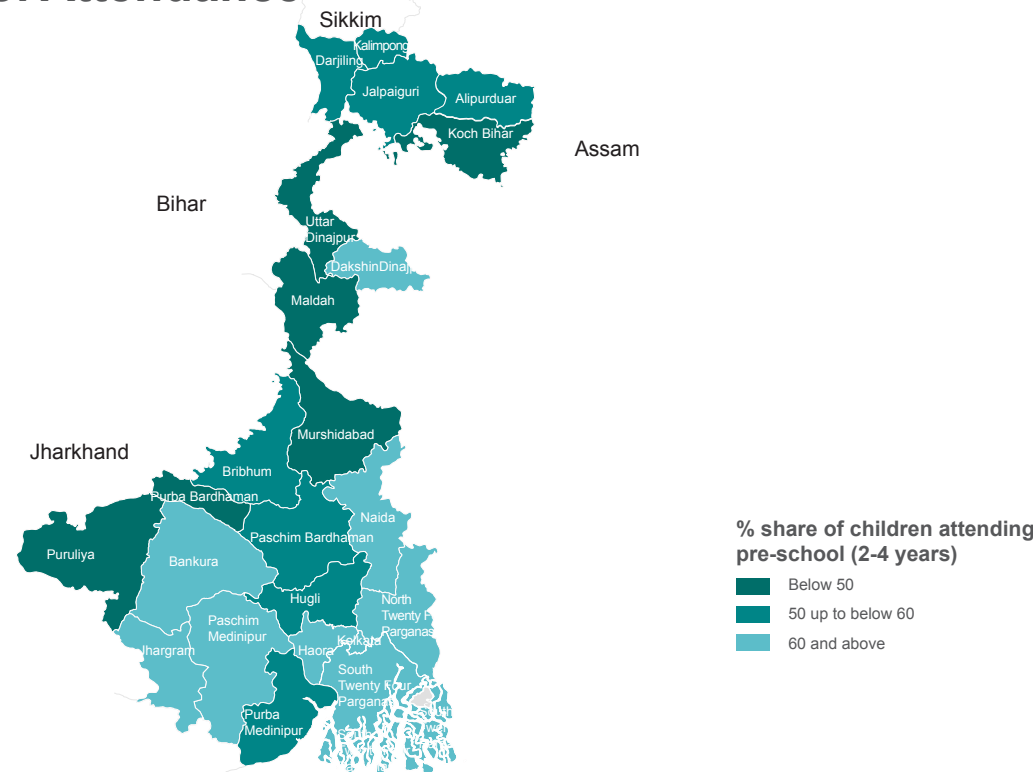 Sikkim
Kalimpong
Darjiling
Jalpaiguri
Alipurduar
Koch Bihar
Assam
Bihar
Uttar
Dinajpur
DakshinDinajp
Maldah
Murshidabad
Jharkhand
Bribhum
Purba Bardhaman
Naida
Paschim Bardhaman
Puruliya
Bankura
% share of children attending
pre-school (2-4 years)
Below 50
50 up to below 60
60 and above
Hugli
North
Twenty F
Parganas
Paschim
Medinipur
Kolkata
Jhargram
Haora
South
Twenty Four
Parganas
Purba
Medinipur